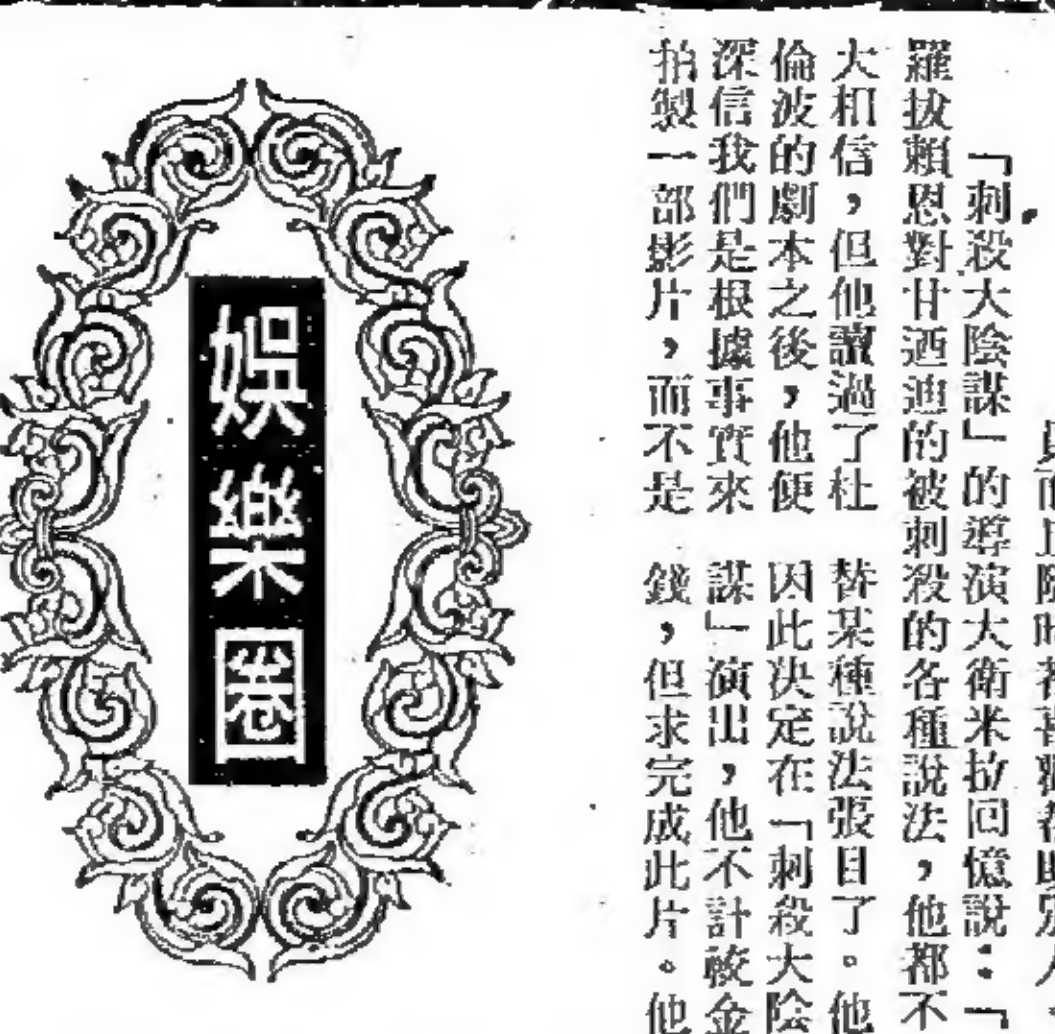 「刺殺大陰謀」的導演大衛米拉回憶說：「
羅拔賴恩對甘迺迪的被刺殺的各種說法，他都不
大相信，但他讀過了杜
倫波的劇本之後，他便
深信我們是根據事實來
拍製一部影片，而不是
替某種說法張目了。他
因此決定在「刺殺大陰
謀」演出，他不計較金
錢，但求完成此片。他
娛樂圈